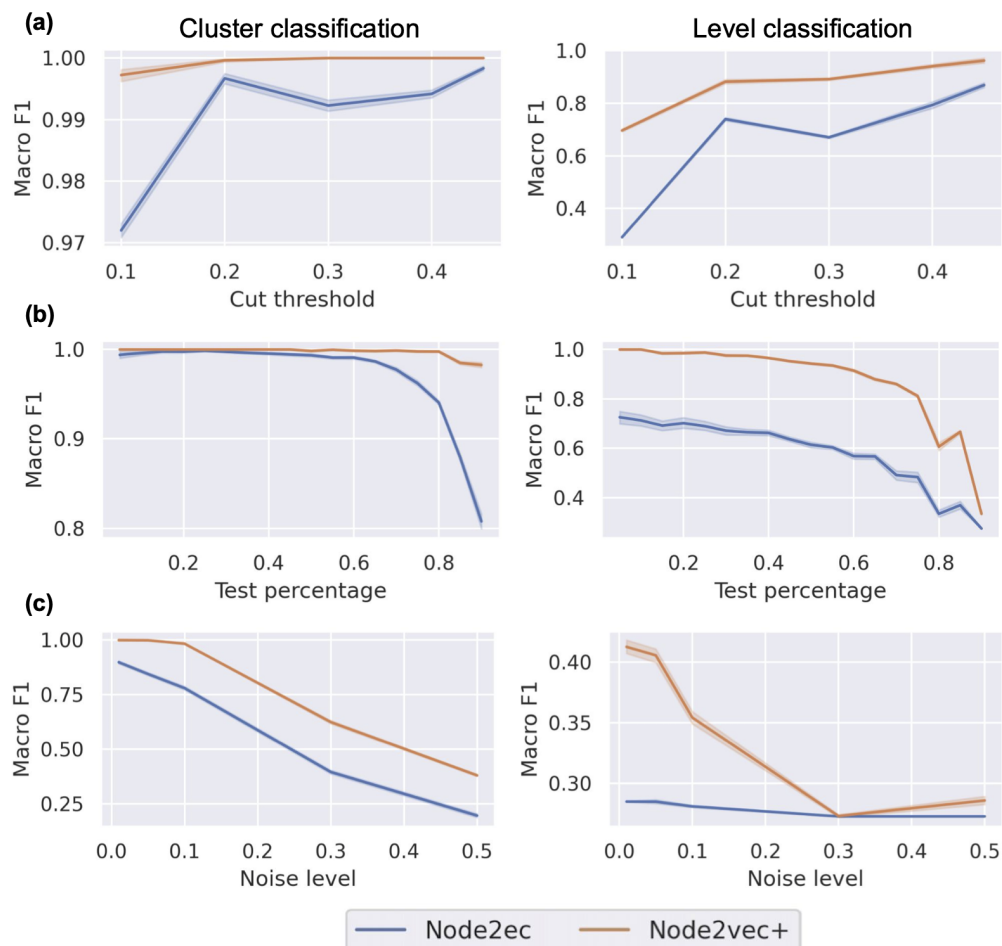 (a)
Cluster classification
Level classification
Macro F1
1.00
0.99
0.98
0.97
0.1 0.2 0.3 0.4
Cut threshold
Macro F1
1.0
0.8
0.6
0.4
0.1 0.2 0.3 0.4
Cut threshold
(b)
Macro F1
1.0
0.9
0.8
0.2 0.4 0.6 0.8
Test percentage
Macro F1
1.0
0.8
0.6
0.4
0.2 0.4 0.6 0.8
Test percentage
(c)
Macro F1
1.00
0.75
0.50
0.25
0.0 0.1 0.2 0.3 0.4 0.5
Noise level
Macro F1
0.40
0.35
0.30
0.0 0.1 0.2 0.3 0.4 0.5
Noise level
Node2ec
Node2vec+